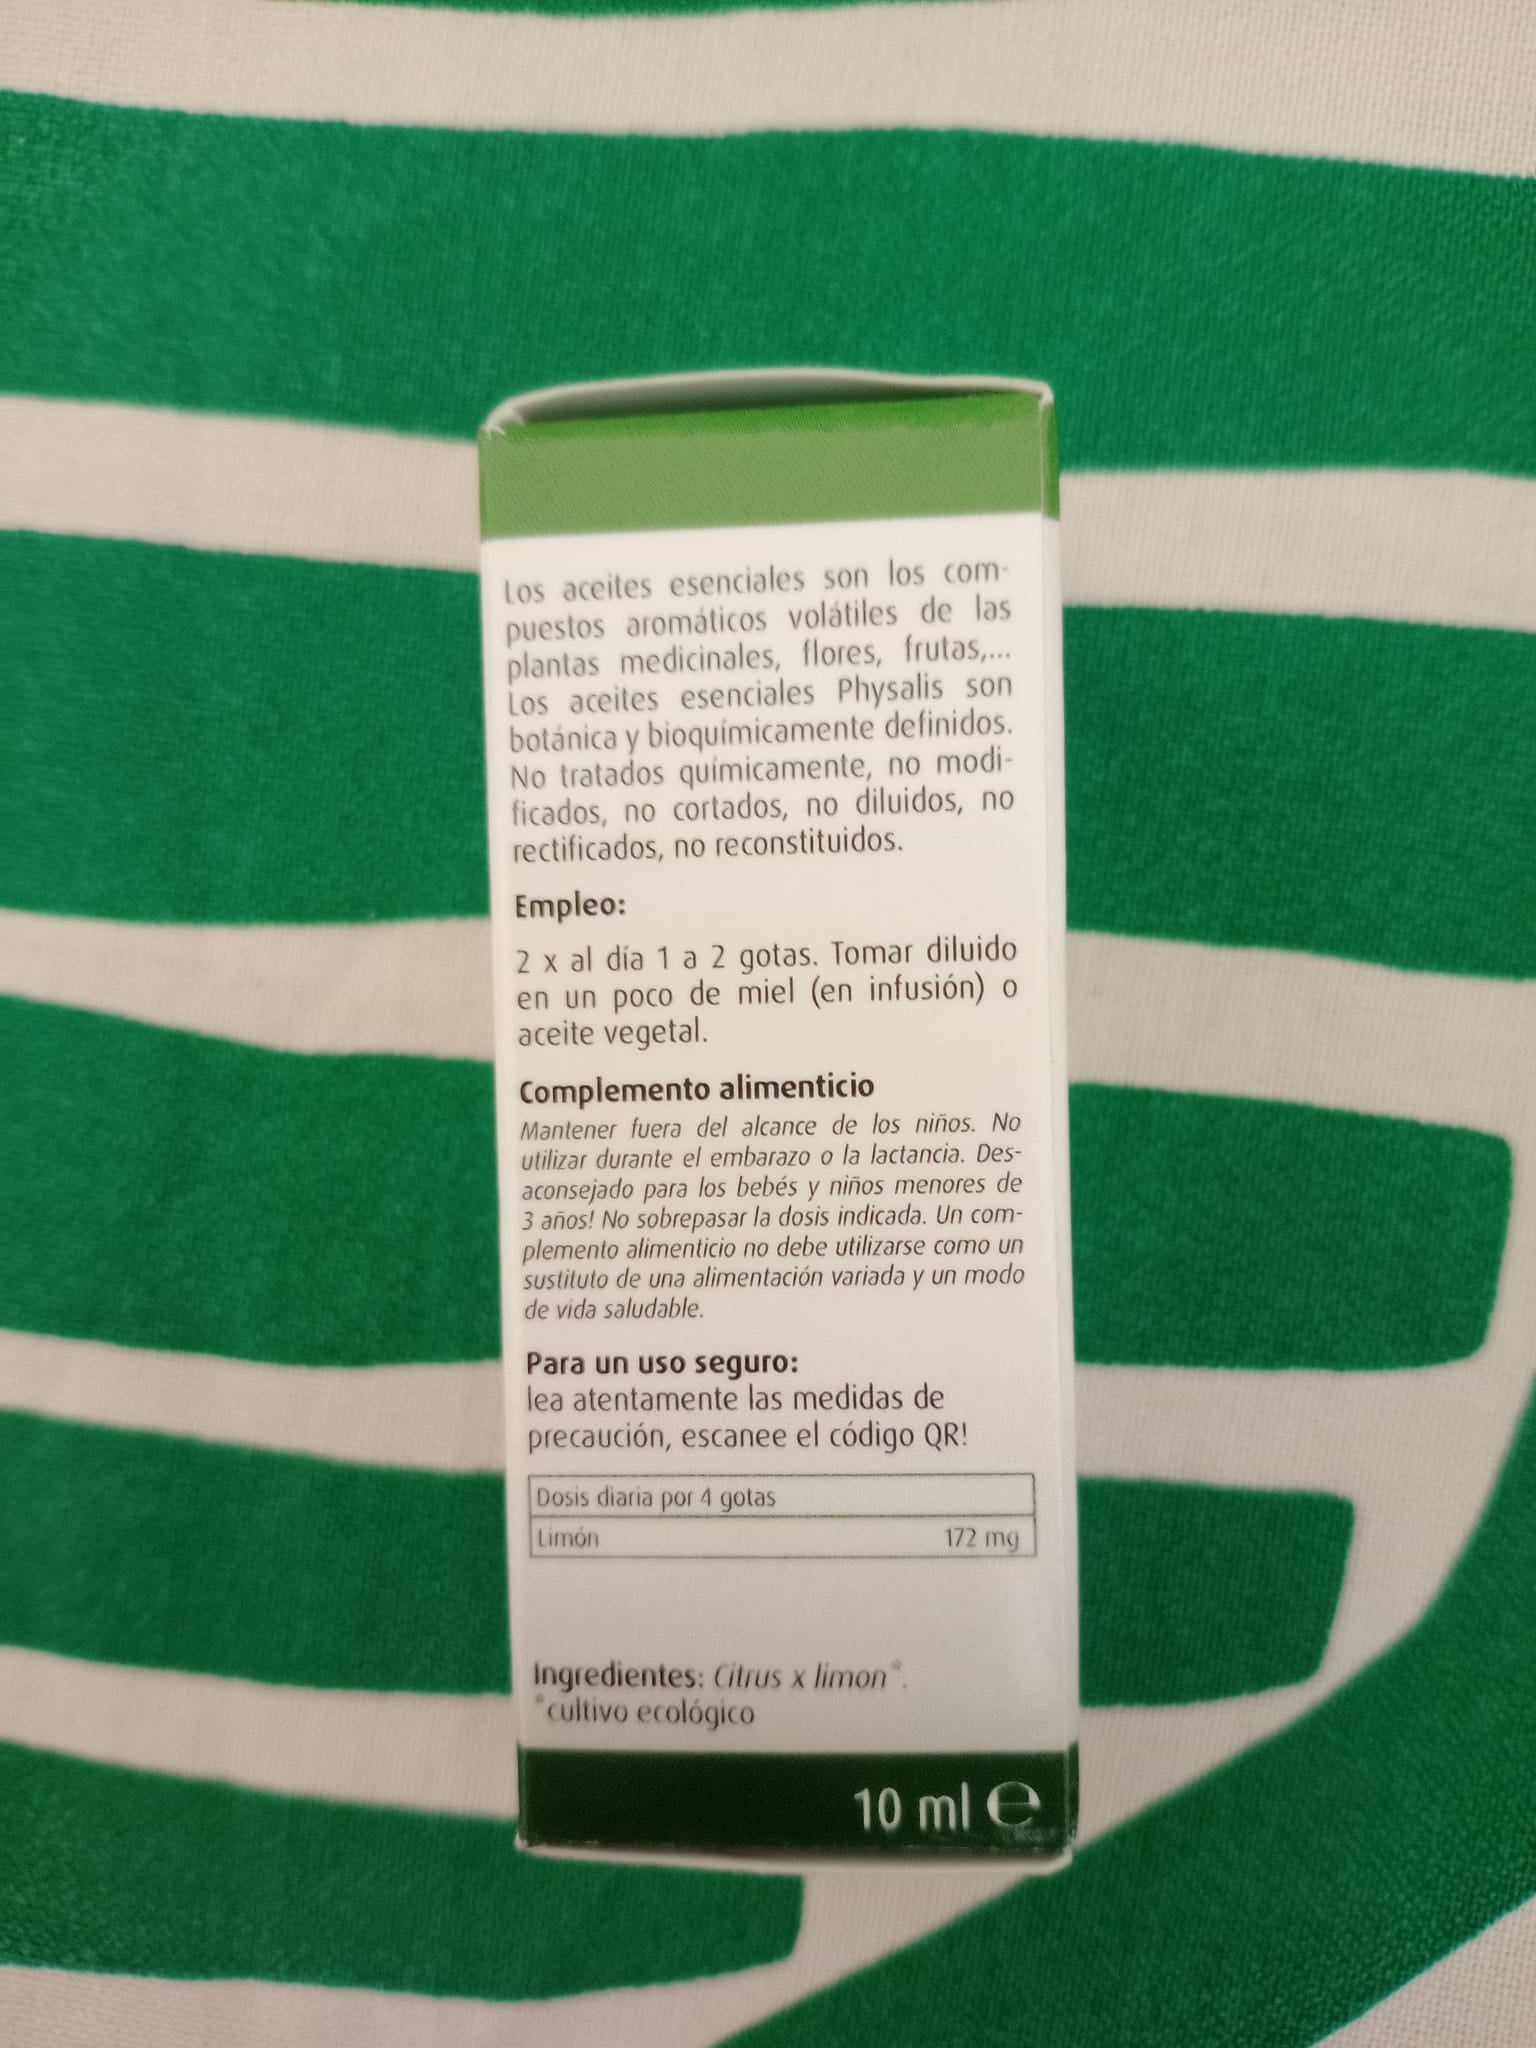 Los aceites esenciales son los com-
puestos aromáticos volátiles de las
plantas medicinales, flores, frutas,...
Los aceites esenciales Physalis son
botánica y bioquímicamente definidos.
No tratados químicamente, no modi-
ficados, no cortados, no diluidos, no
rectificados, no reconstituidos.
Empleo:
2 x al día 1 a 2 gotas. Tomar diluido
en un poco de miel (en infusión) o
aceite vegetal.
Complemento alimenticio
Mantener fuera del alcance de los niños. No
utilizar durante el embarazo o la lactancia. Des-
aconsejado para los bebés y niños menores de
3 años! No sobrepasar la dosis indicada. Un com-
plemento alimenticio no debe utilizarse como un
sustituto de una alimentación variada y un modo
de vida saludable.
Para un uso seguro:
lea atentamente las medidas de
precaución, escanee el código QR!
Dosis diaria por 4 gotas
Limón 172 mg
Ingredientes: Citrus x limon*.
*cultivo ecológico
10 ml ℮